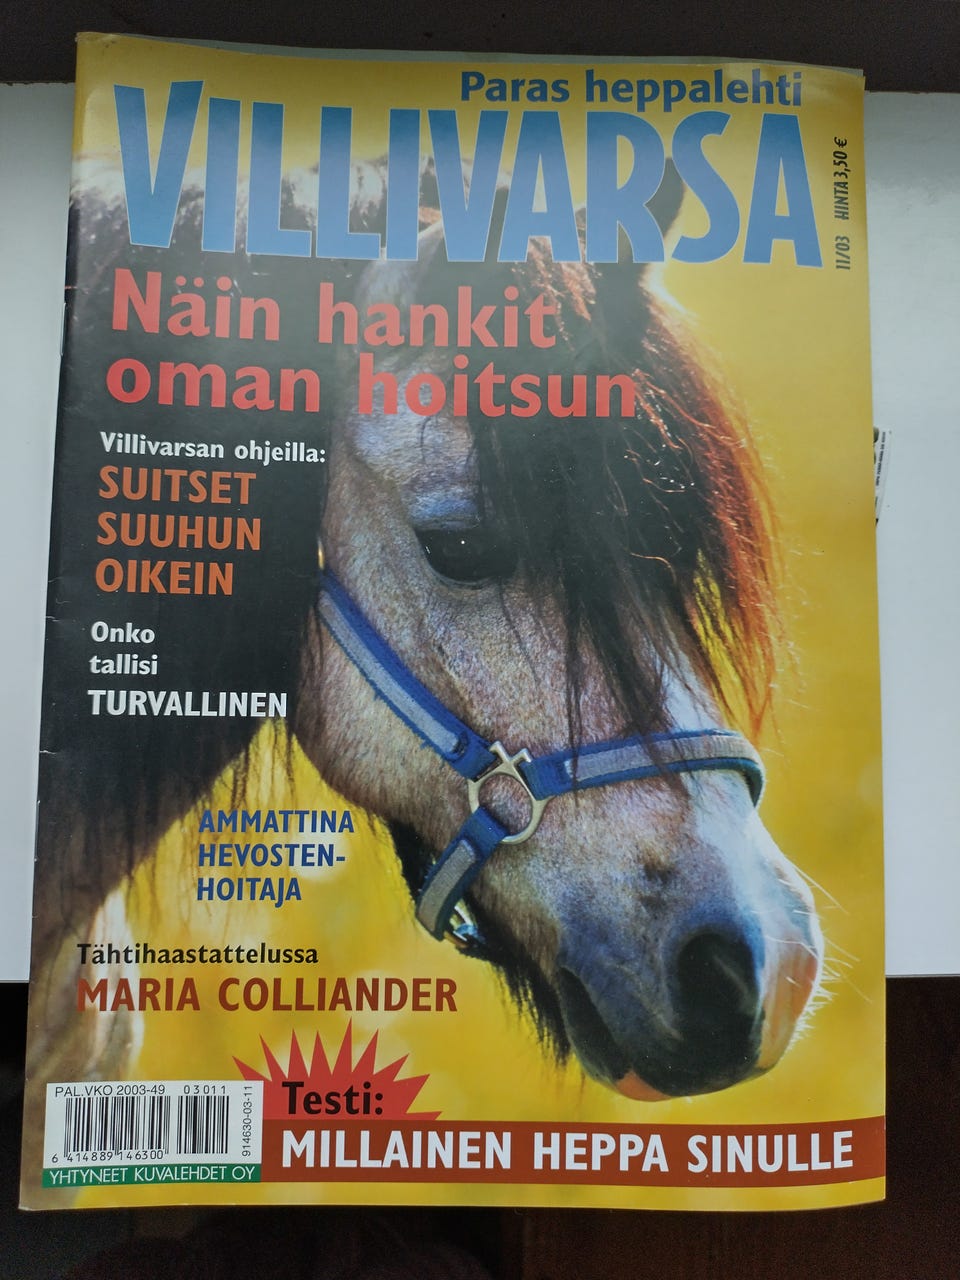 Paras heppalehti
VILLIVARSA
11/03 HINTA 3,50 €
Näin hankit
oman hoitsun
Villivarsan ohjeilla:
SUITSET
SUUHUN
OIKEIN
Onko
tallisi
TURVALLINEN
AMMATTINA
HEVOSTEN-
HOITAJA
Tähtihaastattelussa
MARIA COLLIANDER
Testi:
MILLAINEN HEPPA SINULLE
PAL.VKO 2003-49 03011
914630-03-11
6 414889 146300
YHTYNEET KUVALEHDET OY